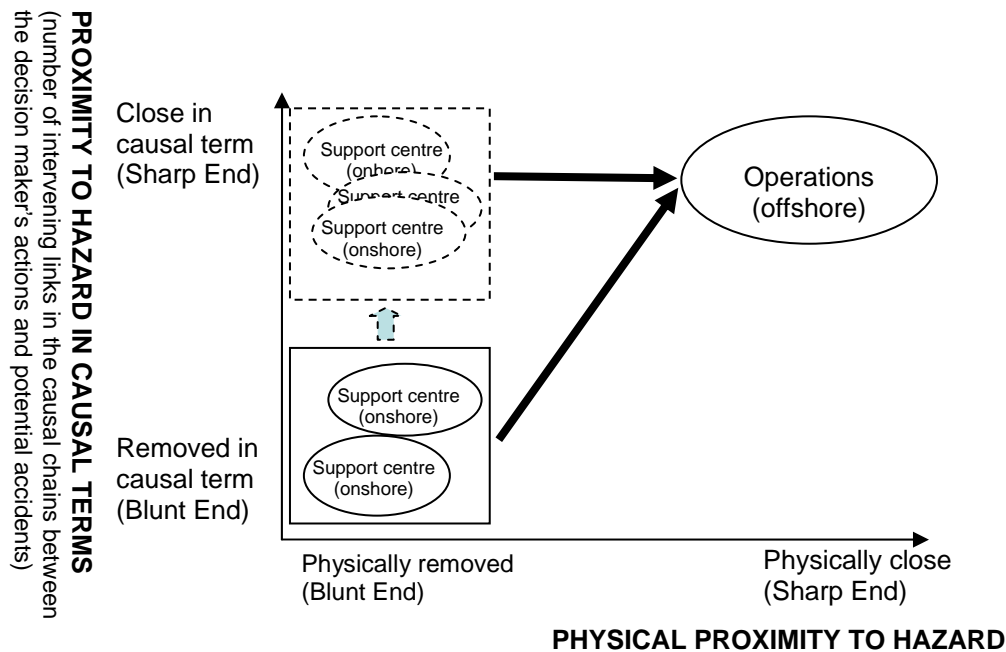 PROXIMITY TO HAZARD IN CAUSAL TERMS
(number of intervening links in the causal chains between
the decision maker's actions and potential accidents)
Close in
causal term
(Sharp End)
Support centre
(onhore)
Support centre
Support centre
(onshore)
Operations
(offshore)
Removed in
causal term
(Blunt End)
Support centre
(onshore)
Support centre
(onshore)
Physically removed
(Blunt End)
Physically close
(Sharp End)
PHYSICAL PROXIMITY TO HAZARD